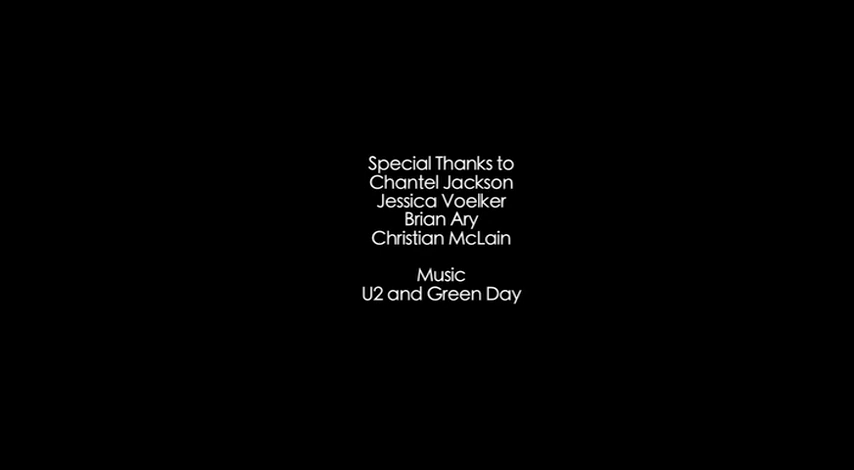 Special Thanks to
Chantel Jackson
Jessica Voelker
Brian Ary
Christian McLain
Music
U2 and Green Day